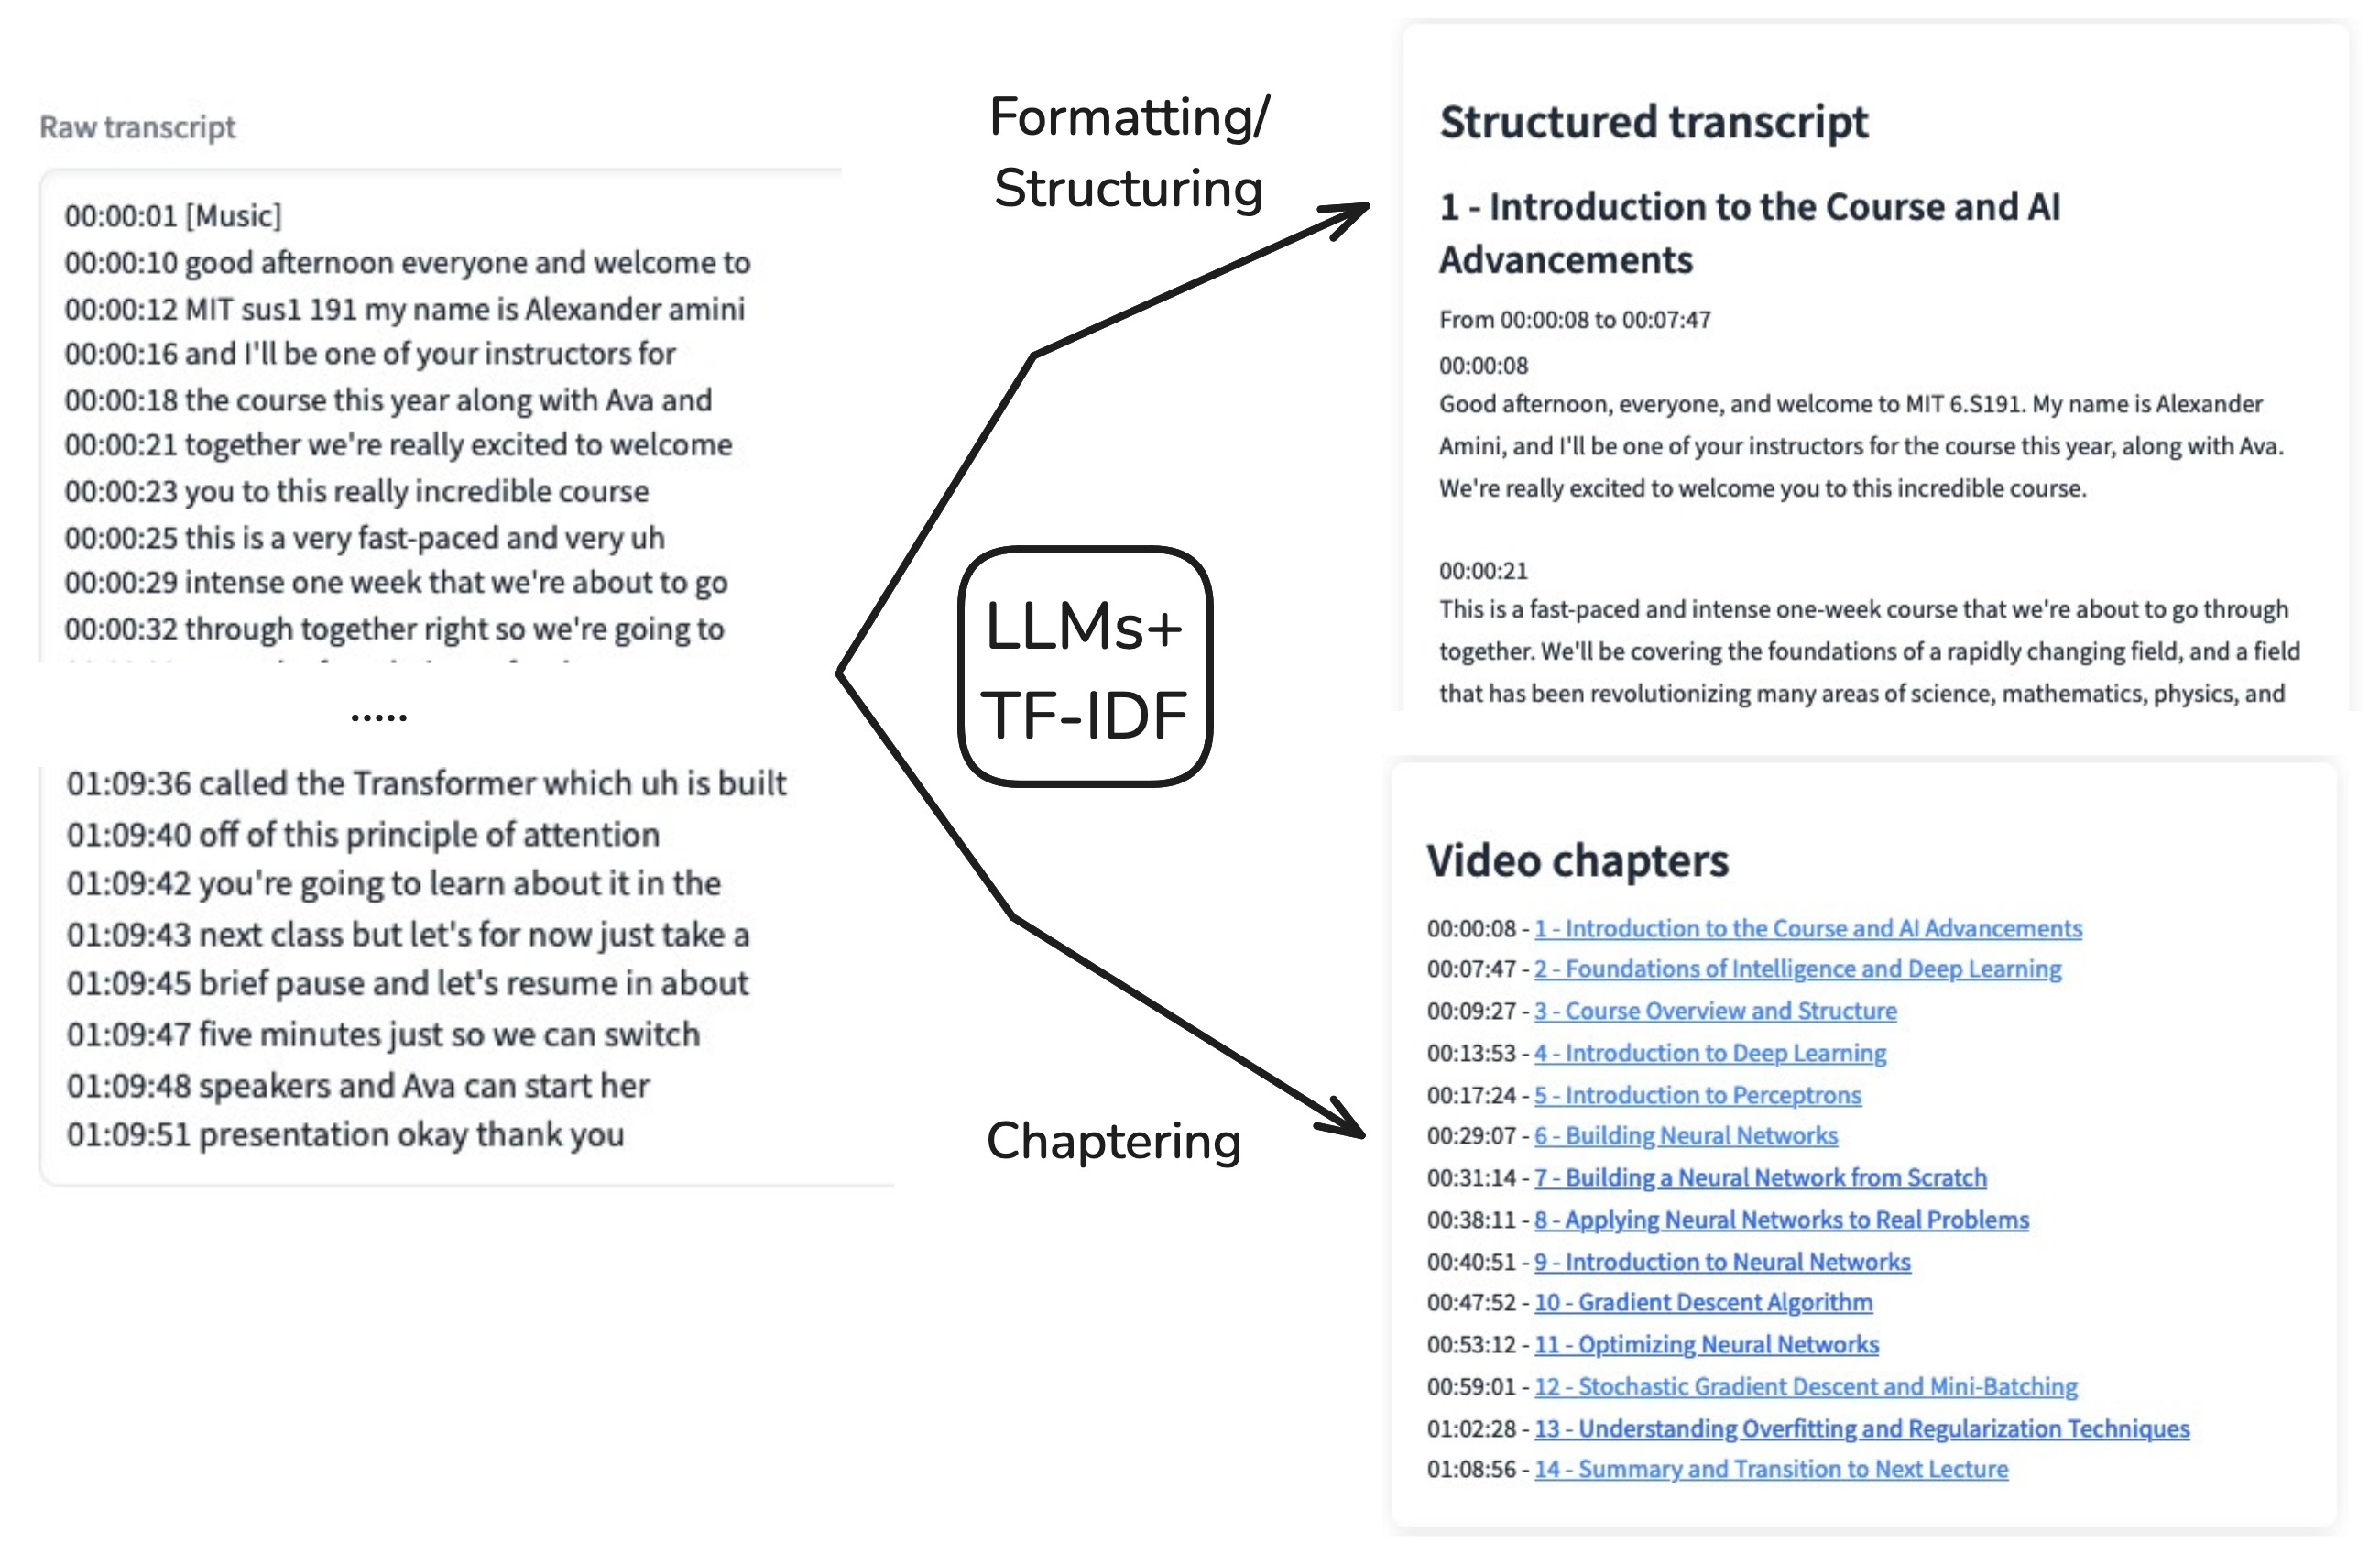 Raw transcript
00:00:01 [Music]
00:00:10 good afternoon everyone and welcome to
00:00:12 MIT sus1 191 my name is Alexander amini
00:00:16 and I'll be one of your instructors for
00:00:18 the course this year along with Ava and
00:00:21 together we're really excited to welcome
00:00:23 you to this really incredible course
00:00:25 this is a very fast-paced and very uh
00:00:29 intense one week that we're about to go
00:00:32 through together right so we're going to
.....
01:09:36 called the Transformer which uh is built
01:09:40 off of this principle of attention
01:09:42 you're going to learn about it in the
01:09:43 next class but let's for now just take a
01:09:45 brief pause and let's resume in about
01:09:47 five minutes just so we can switch
01:09:48 speakers and Ava can start her
01:09:51 presentation okay thank you
Formatting/
Structuring
LLMs+
TF-IDF
Chaptering
Structured transcript
1 - Introduction to the Course and AI
Advancements
From 00:00:08 to 00:07:47
00:00:08
Good afternoon, everyone, and welcome to MIT 6.S191. My name is Alexander
Amini, and I'll be one of your instructors for the course this year, along with Ava.
We're really excited to welcome you to this incredible course.
00:00:21
This is a fast-paced and intense one-week course that we're about to go through
together. We'll be covering the foundations of a rapidly changing field, and a field
that has been revolutionizing many areas of science, mathematics, physics, and
Video chapters
00:00:08 - 1 - Introduction to the Course and AI Advancements
00:07:47 - 2 - Foundations of Intelligence and Deep Learning
00:09:27 - 3 - Course Overview and Structure
00:13:53 - 4 - Introduction to Deep Learning
00:17:24 - 5 - Introduction to Perceptrons
00:29:07 - 6 - Building Neural Networks
00:31:14 - 7 - Building a Neural Network from Scratch
00:38:11 - 8 - Applying Neural Networks to Real Problems
00:40:51 - 9 - Introduction to Neural Networks
00:47:52 - 10 - Gradient Descent Algorithm
00:53:12 - 11 - Optimizing Neural Networks
00:59:01 - 12 - Stochastic Gradient Descent and Mini-Batching
01:02:28 - 13 - Understanding Overfitting and Regularization Techniques
01:08:56 - 14 - Summary and Transition to Next Lecture